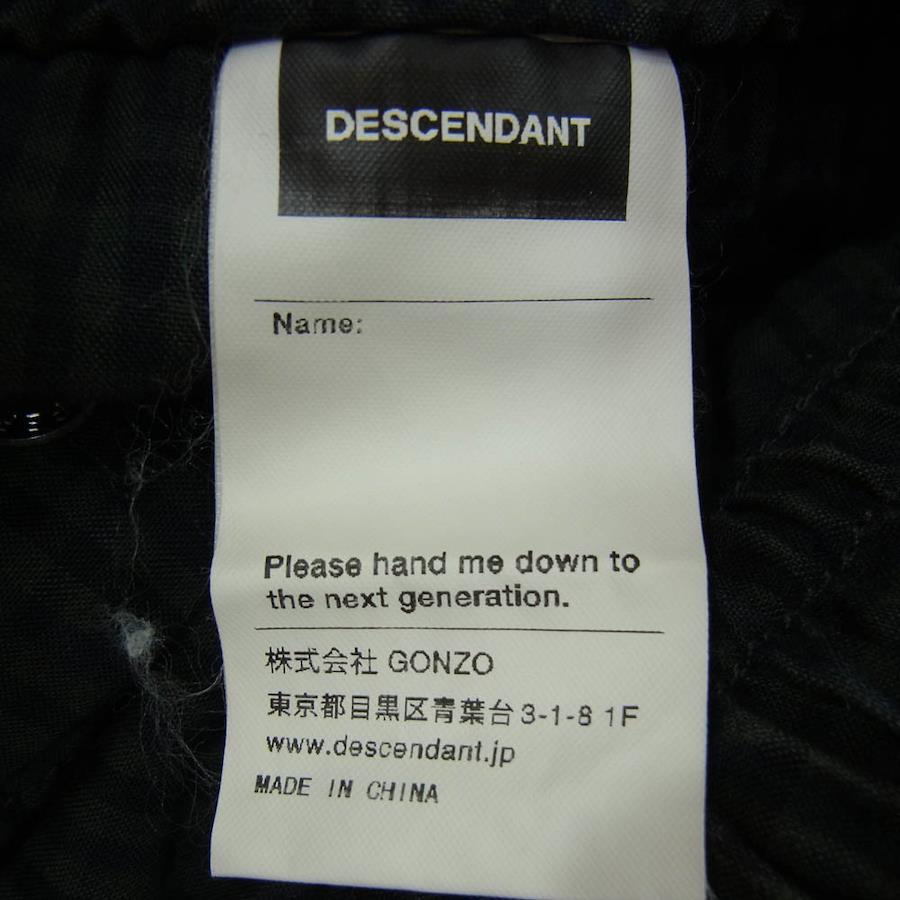 DESCENDANT
Name:
Please hand me down to
the next generation.
株式会社 GONZO
東京都目黒区青葉台3-1-8 1F
www.descendant.jp
MADE IN CHINA